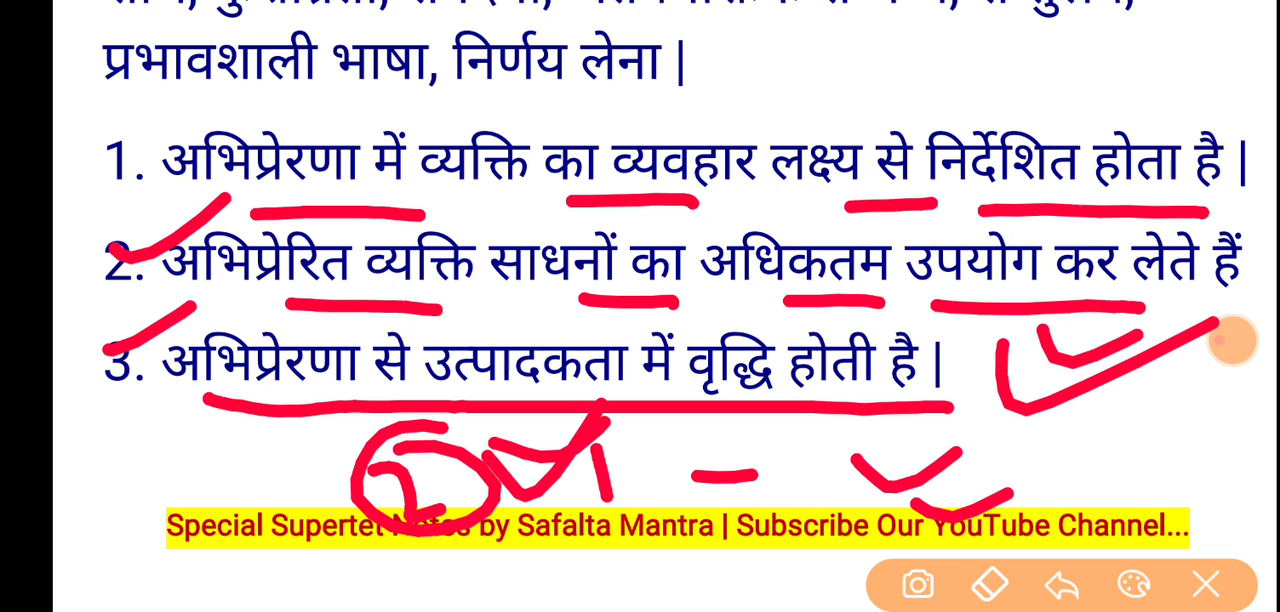 प्रभावशाली भाषा, निर्णय लेना |
1. अभिप्रेरणा में व्यक्ति का व्यवहार लक्ष्य से निर्देशित होता है |
2. अभिप्रेरित व्यक्ति साधनों का अधिकतम उपयोग कर लेते हैं
3. अभिप्रेरणा से उत्पादकता में वृद्धि होती है |
Special Supertet Notes by Safalta Mantra | Subscribe Our YouTube Channel...